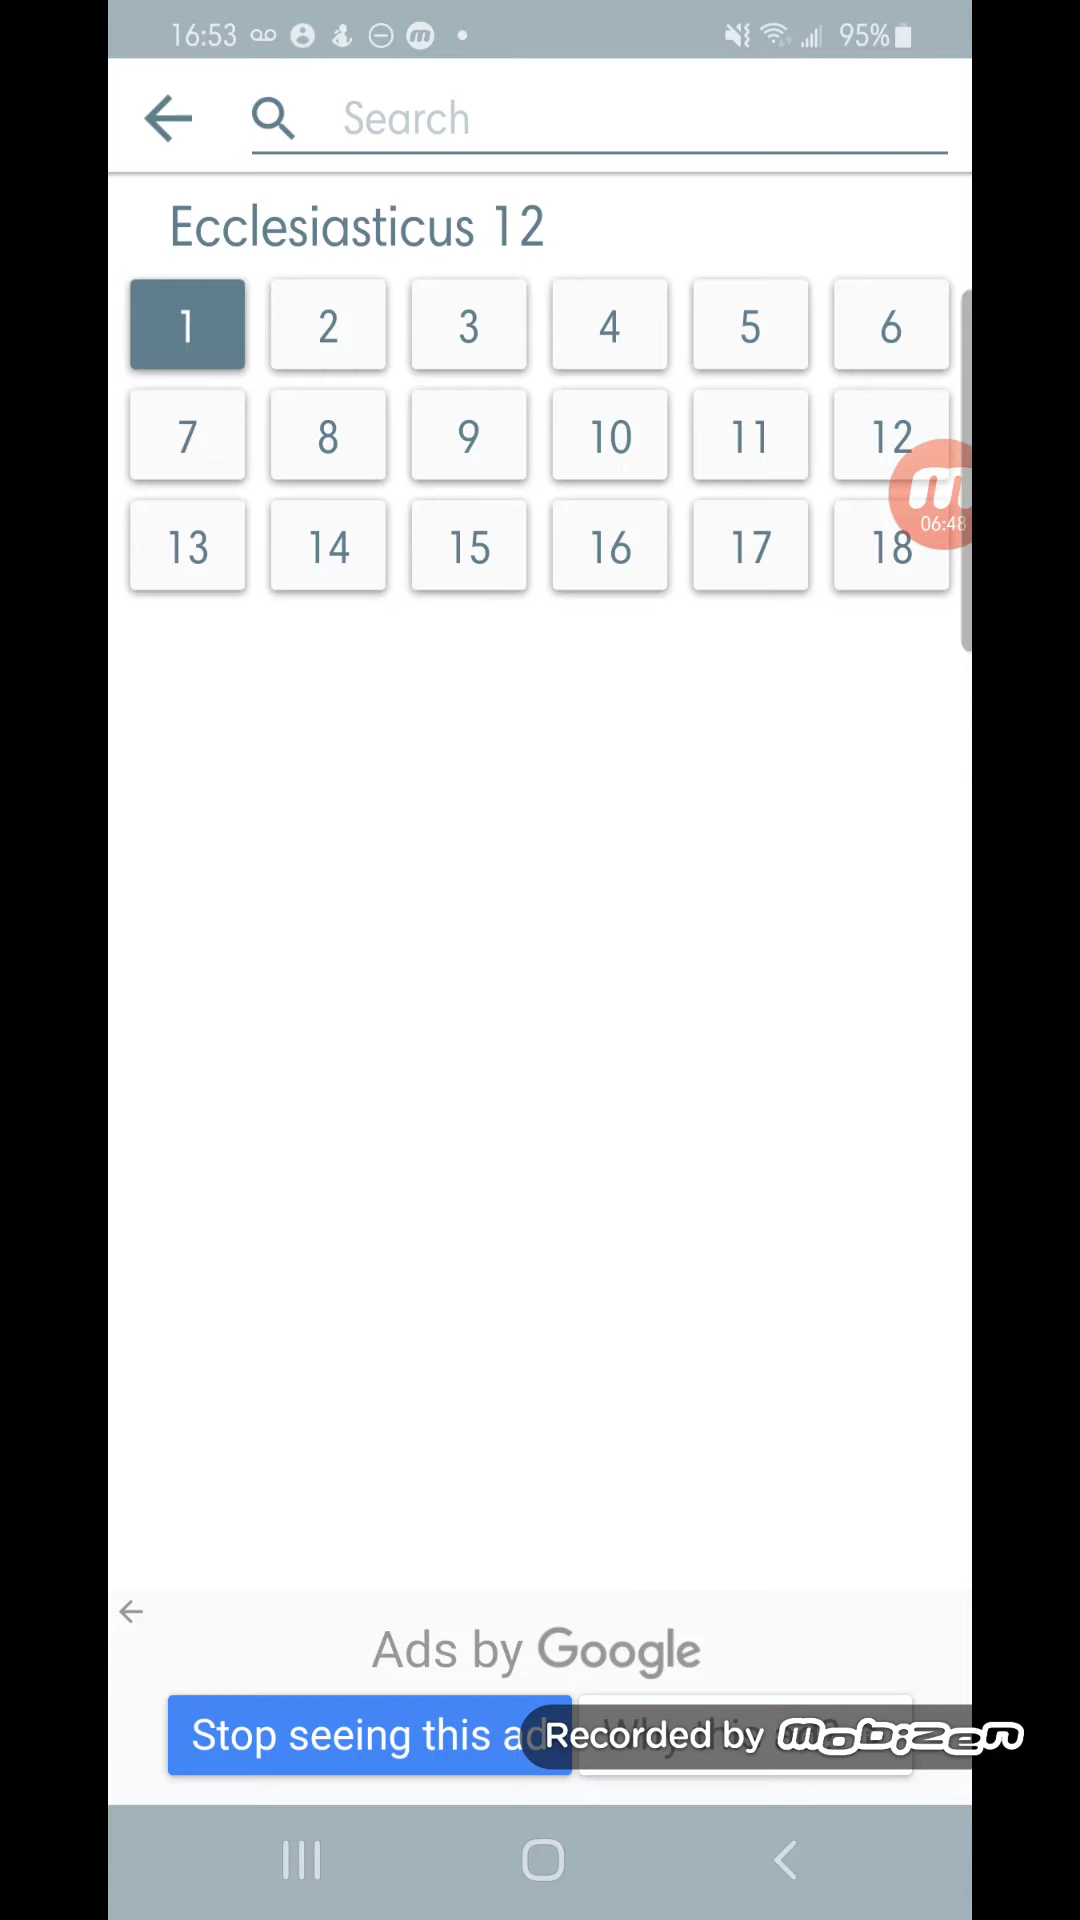 16:53 95%
Search
Ecclesiasticus 12
1 2 3 4 5 6
7 8 9 10 11 12
13 14 15 16 17 18
06:48
Ads by Google
Stop seeing this ad
Recorded by mobizen